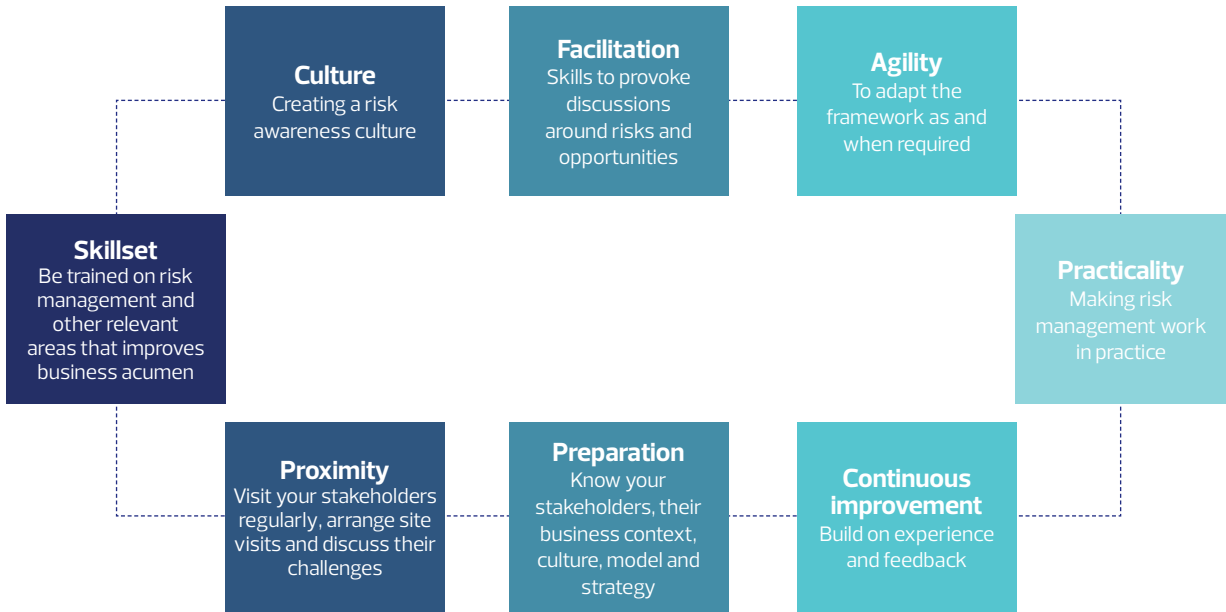 Culture
Creating a risk
awareness culture
Facilitation
Skills to provoke
discussions
around risks and
opportunities
Agility
To adapt the
framework as and
when required
Skillset
Be trained on risk
management and
other relevant
areas that improves
business acumen
Practicality
Making risk
management work
in practice
Proximity
Visit your stakeholders
regularly, arrange site
visits and discuss their
challenges
Preparation
Know your
stakeholders, their
business context,
culture, model and
strategy
Continuous
improvement
Build on experience
and feedback